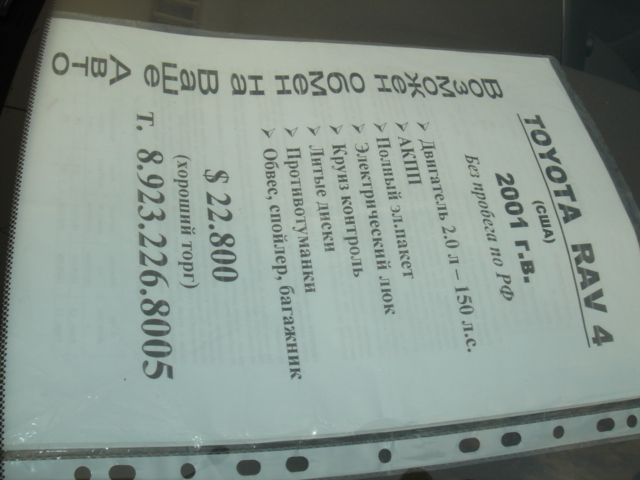 TOYOTA RAV 4
(США)
2001 г.в.
Без пробега по РФ
➢ Двигатель 2.0 л – 150 л.с.
➢ АКПП
➢ Полный эл.пакет
➢ Электрический люк
➢ Круиз контроль
➢ Литые диски
➢ Противотуманки
➢ Обвес, спойлер, багажник
$ 22.800
(хороший торг)
т. 8.923.226.8005
Возможен обмен на Ваше Авто